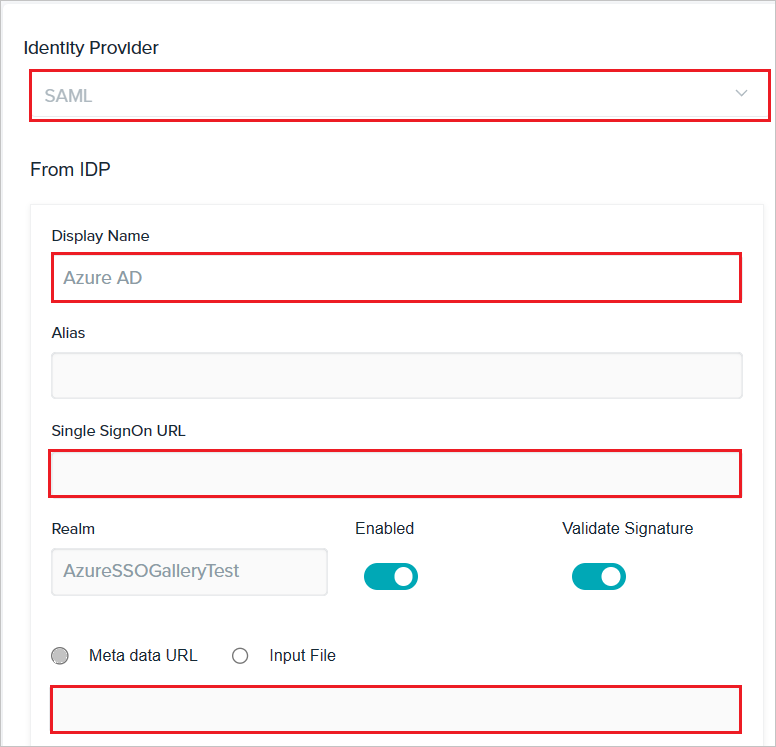 Identity Provider
SAML
From IDP
Display Name
Azure AD
Alias
Single SignOn URL
Realm Enabled Validate Signature
AzureSSOGalleryTest
Meta data URL Input File